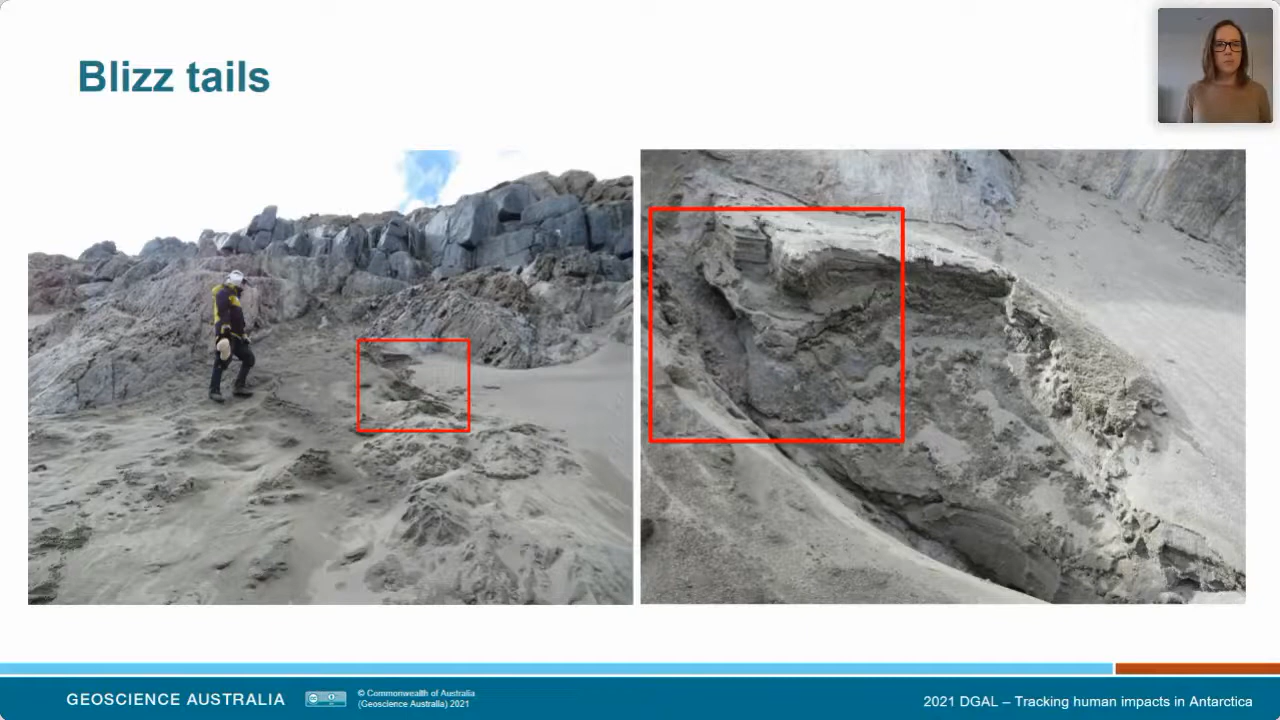 Blizz tails
GEOSCIENCE AUSTRALIA
© Commonwealth of Australia
(Geoscience Australia) 2021
2021 DGAL – Tracking human impacts in Antarctica